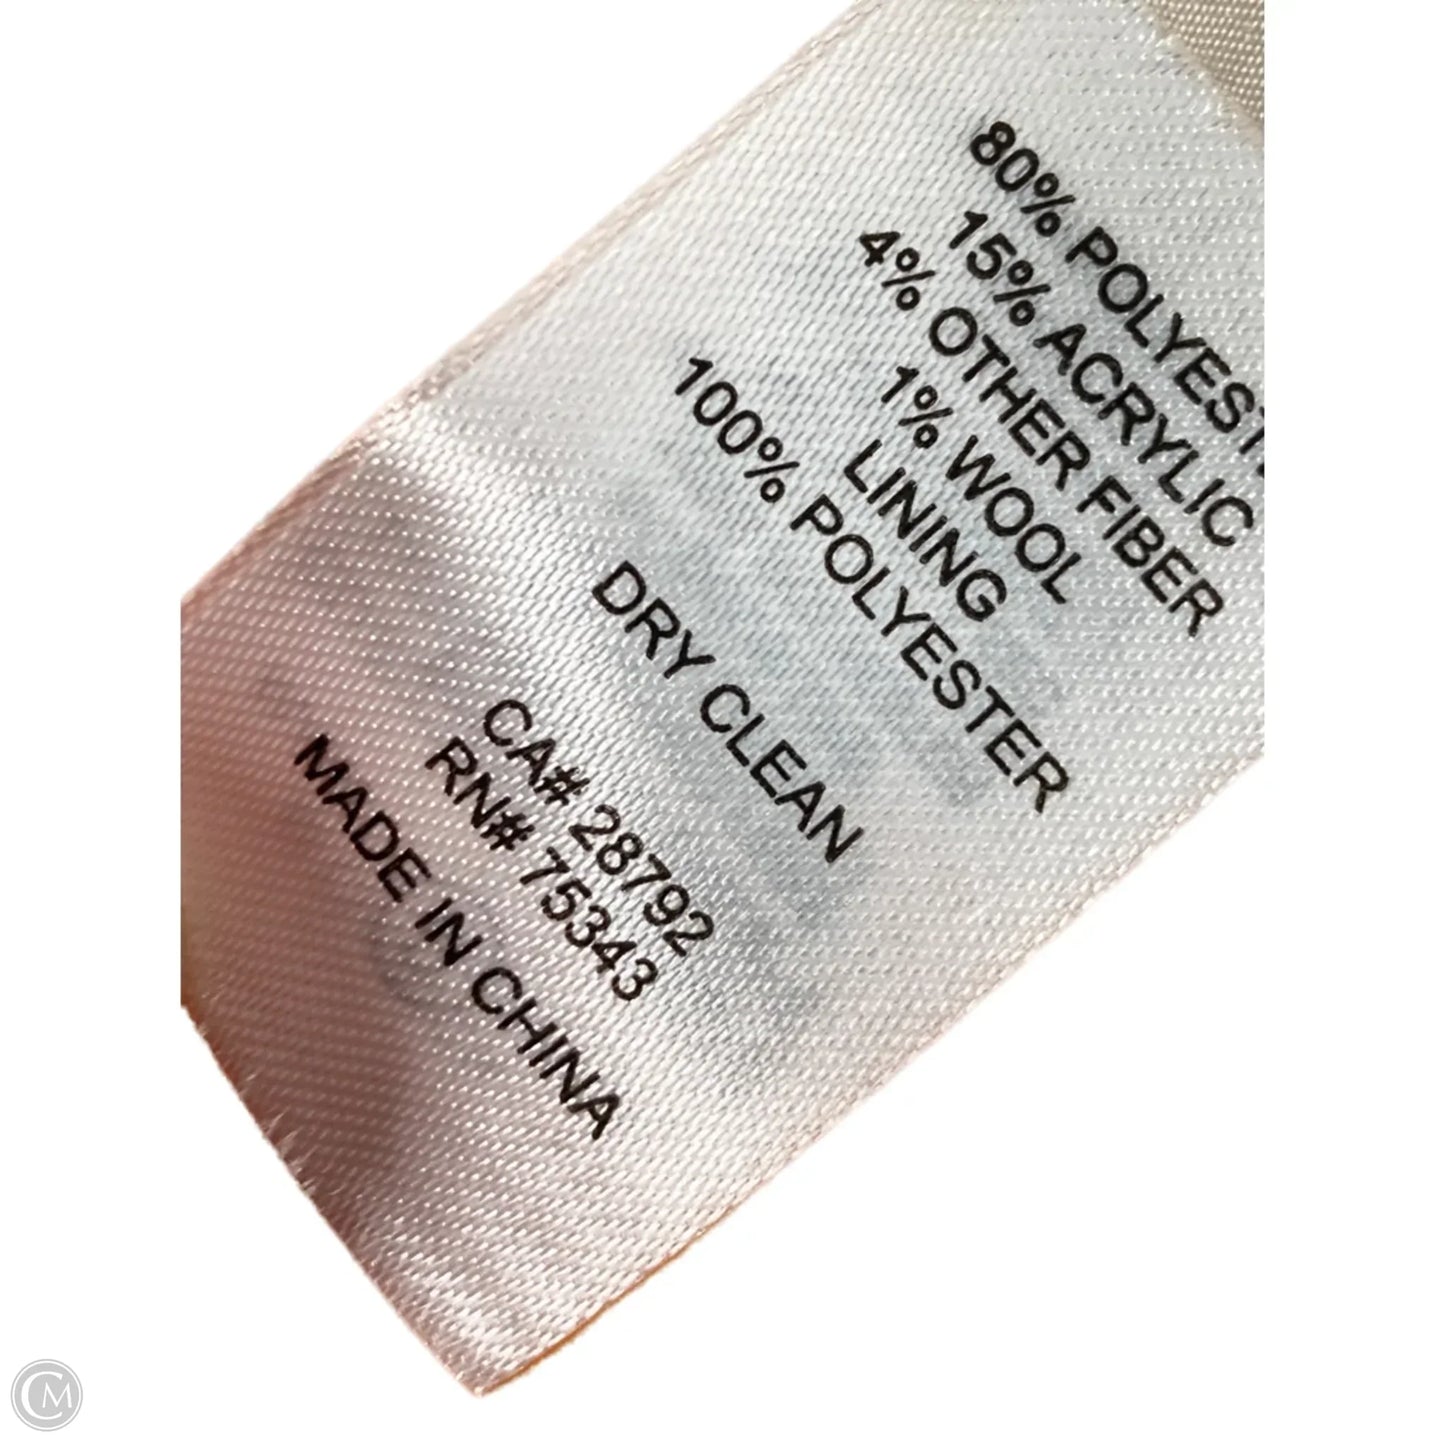 80% POLYEST
15% ACRYLIC
4% OTHER FIBER
1% WOOL
LINING
100% POLYESTER
DRY CLEAN
CA# 28792
RN# 75343
MADE IN CHINA
CM